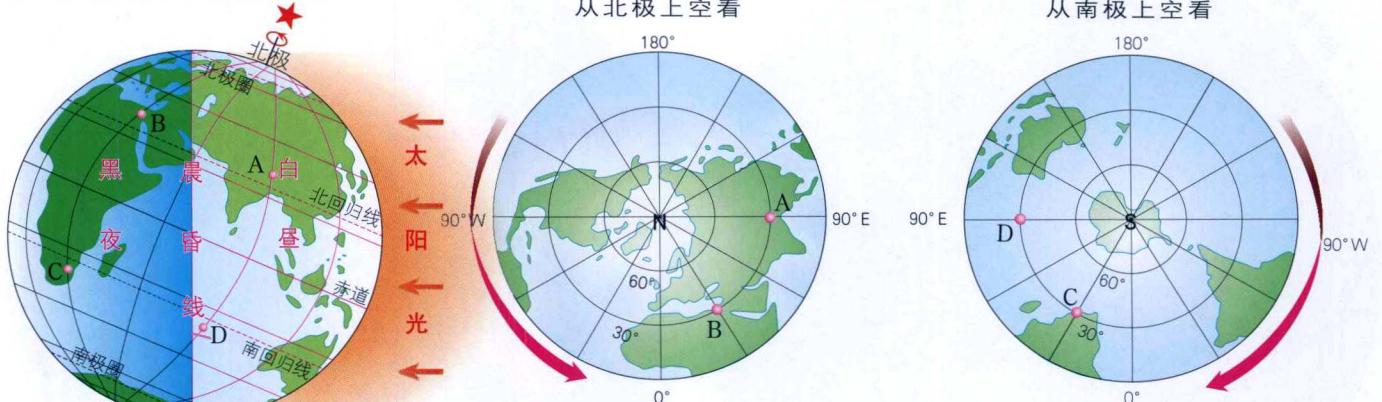 从北极上空看
从南极上空看
北极
北极圈
B
A
黑夜
晨昏线
白昼
北回归线
C
赤道
D
南回归线
南极圈
太阳光
180°
90°W
N
A
90°E
60°
B
30°
0°
180°
90°E
D
S
90°W
60°
C
30°
0°